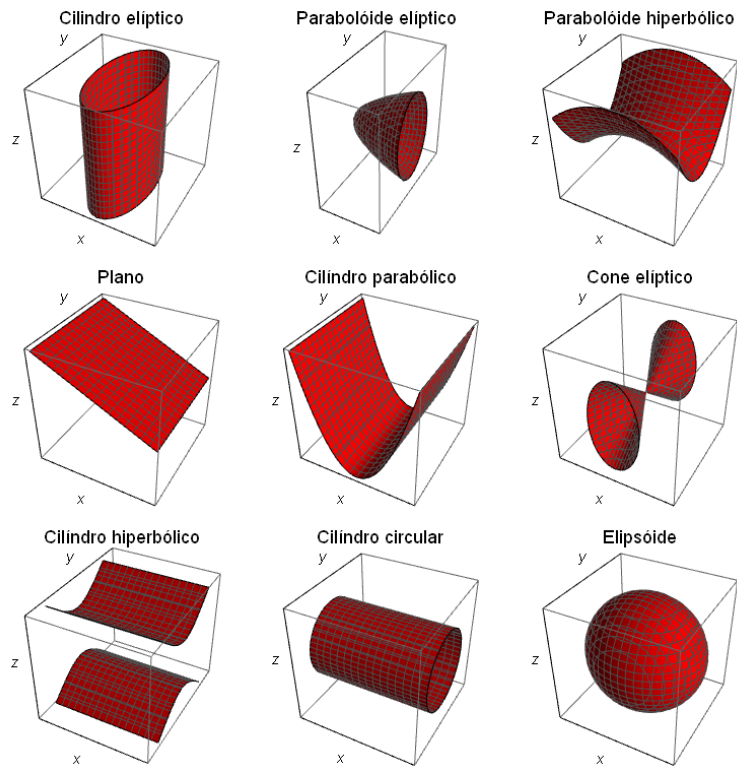 Cilindro elíptico
y
z
x
Parabolóide elíptico
y
z
x
Parabolóide hiperbólico
y
z
x
Plano
y
z
x
Cilíndro parabólico
y
z
x
Cone elíptico
y
z
x
Cilíndro hiperbólico
y
z
x
Cilíndro circular
y
z
x
Elipsóide
y
z
x